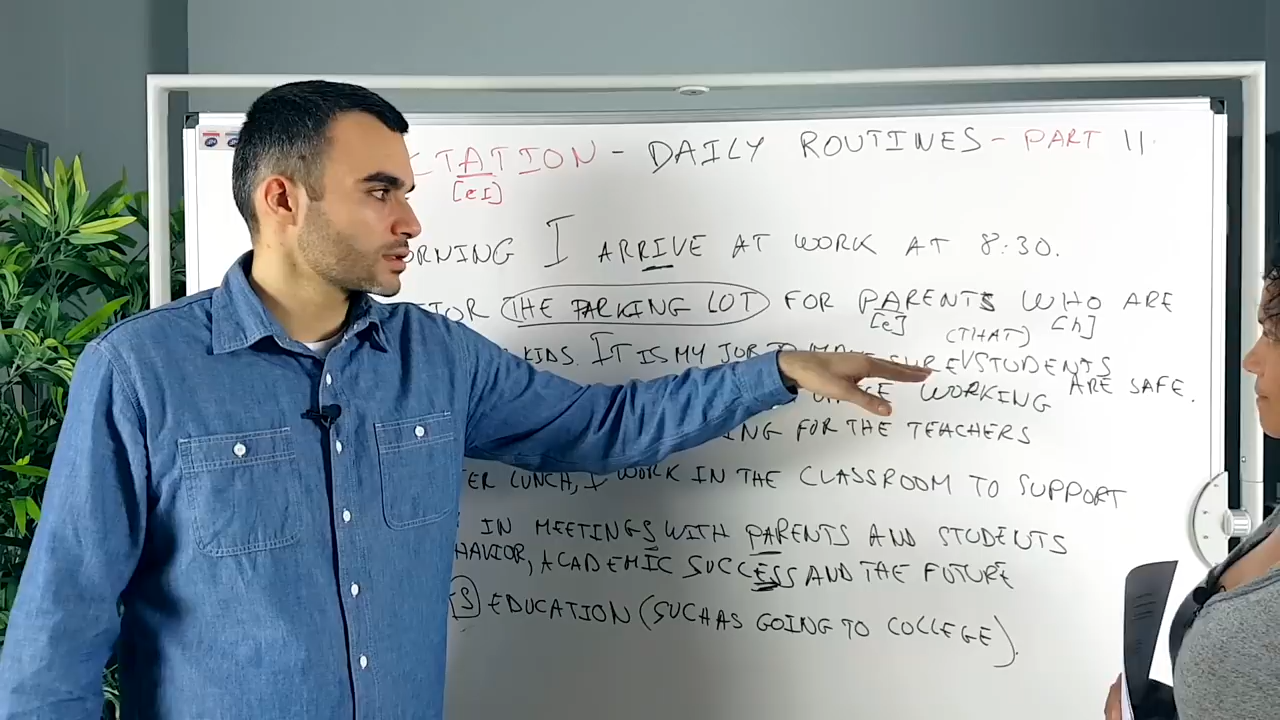 TATION - DAILY ROUTINES - PART II.
[eI]
ORNING I ARRIVE AT WORK AT 8:30.
TOR THE PARKING LOT FOR PARENTS WHO ARE
[e] [h]
(THAT)
KIDS. IT IS MY JOB TO MAKE SURE V STUDENTS
ARE SAFE.
WORKING
ING FOR THE TEACHERS
TER LUNCH, I WORK IN THE CLASSROOM TO SUPPORT
IN MEETINGS WITH PARENTS AND STUDENTS
HAVIOR, ACADEMIC SUCCESS AND THE FUTURE
(S) EDUCATION (SUCH AS GOING TO COLLEGE).